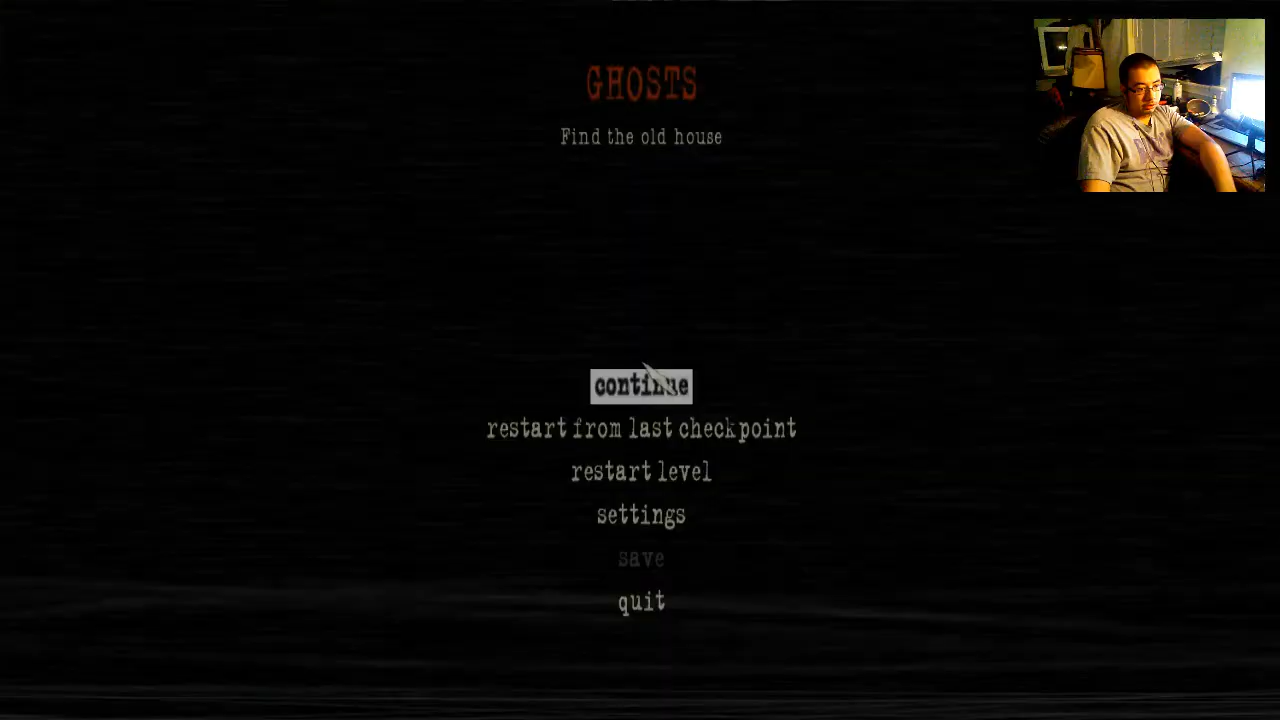 GHOSTS
Find the old house
continue
restart from last checkpoint
restart level
settings
save
quit